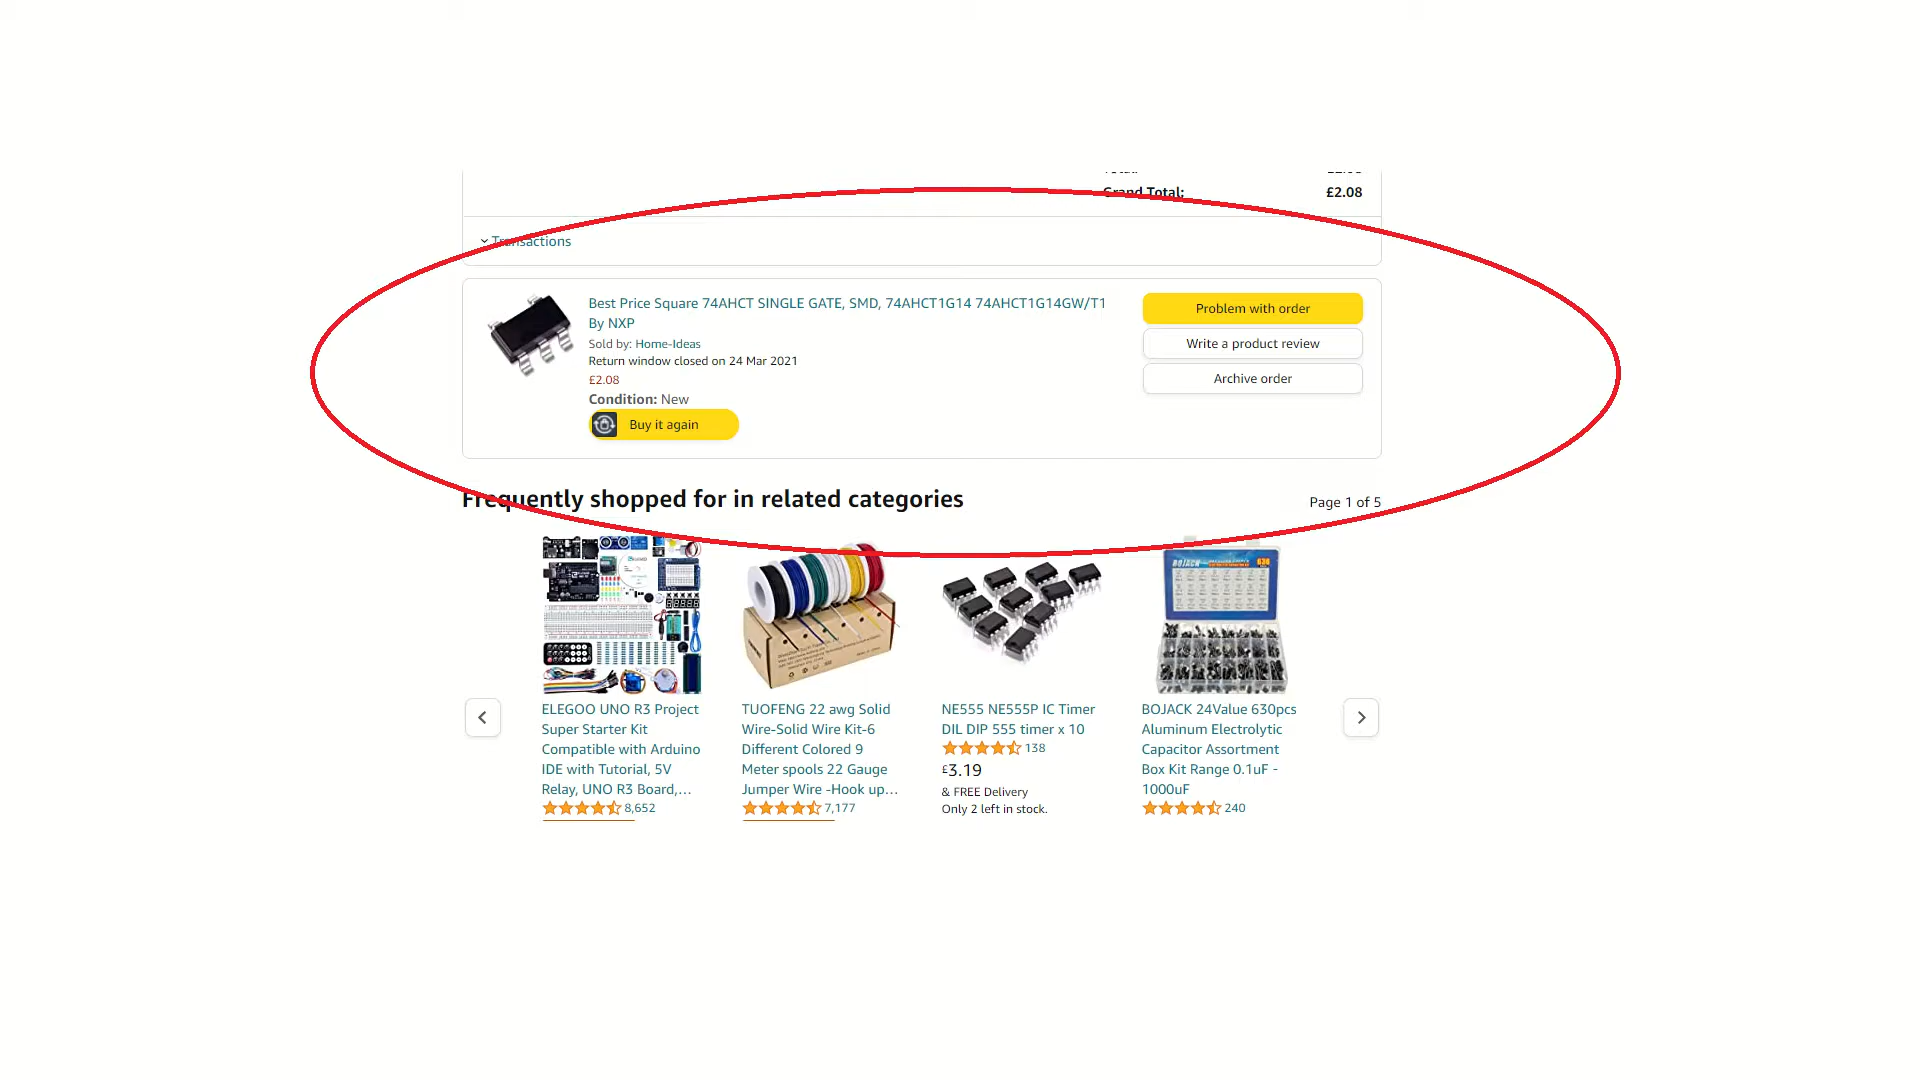 Grand Total: £2.08
Transactions
Best Price Square 74AHCT SINGLE GATE, SMD, 74AHCT1G14 74AHCT1G14GW/T1
By NXP
Sold by: Home-Ideas
Return window closed on 24 Mar 2021
£2.08
Condition: New
Buy it again
Problem with order
Write a product review
Archive order
Frequently shopped for in related categories
Page 1 of 5
ELEGOO UNO R3 Project
Super Starter Kit
Compatible with Arduino
IDE with Tutorial, 5V
Relay, UNO R3 Board,...
8,652
TUOFENG 22 awg Solid
Wire-Solid Wire Kit-6
Different Colored 9
Meter spools 22 Gauge
Jumper Wire -Hook up...
7,177
NE555 NE555P IC Timer
DIL DIP 555 timer x 10
138
£3.19
& FREE Delivery
Only 2 left in stock.
BOJACK 630
BOJACK 24Value 630pcs
Aluminum Electrolytic
Capacitor Assortment
Box Kit Range 0.1uF -
1000uF
240